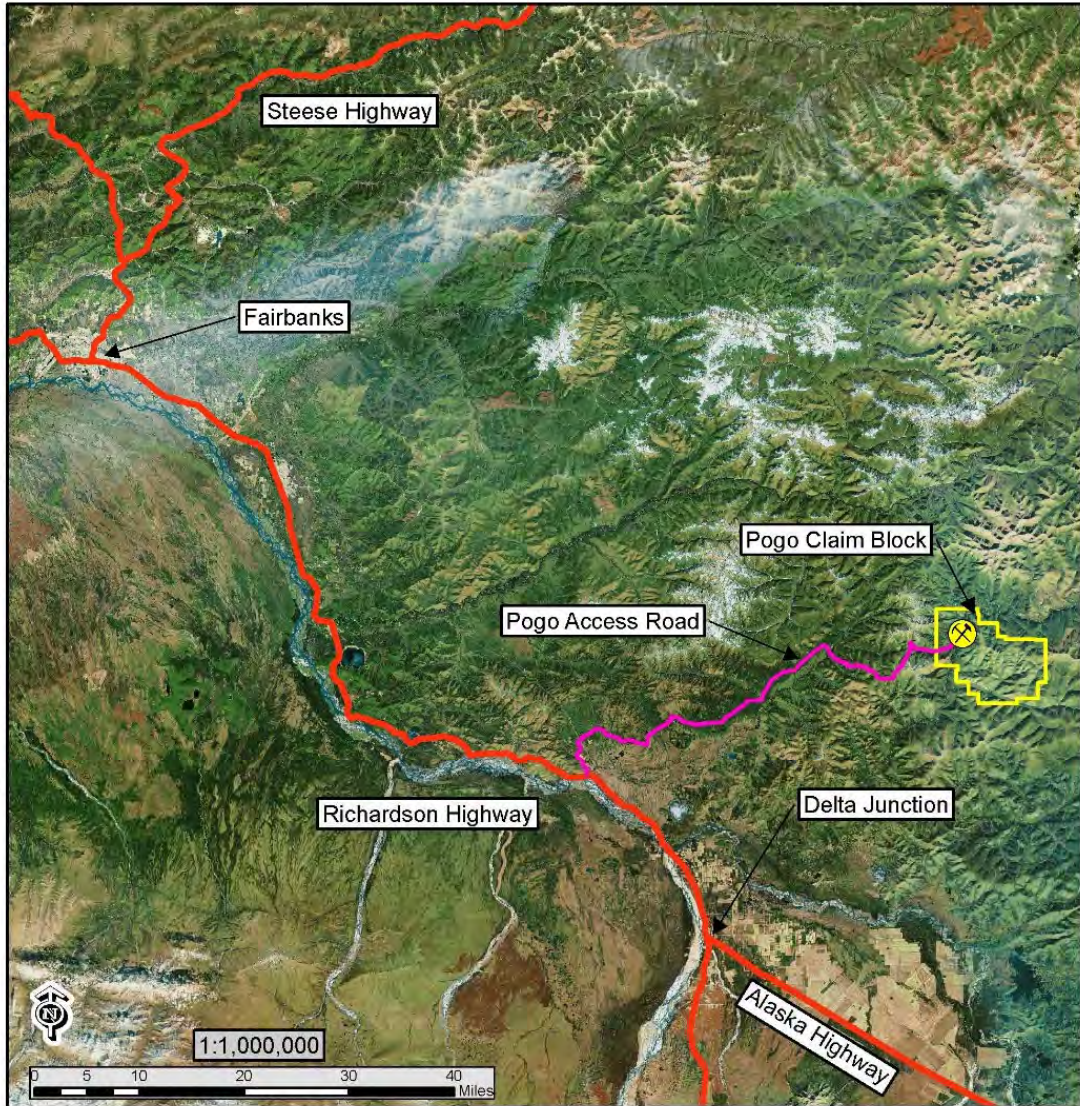 Steese Highway
Fairbanks
Pogo Claim Block
Pogo Access Road
Delta Junction
Richardson Highway
Alaska Highway
N
1:1,000,000
0 5 10 20 30 40
Miles